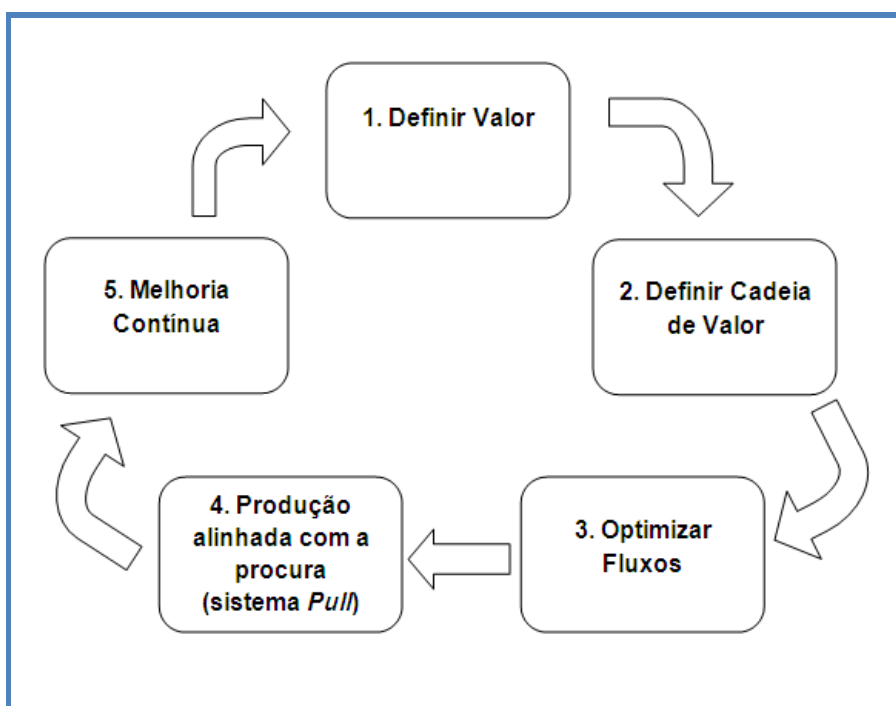 1. Definir Valor
2. Definir Cadeia
de Valor
3. Optimizar
Fluxos
4. Produção
alinhada com a
procura
(sistema Pull)
5. Melhoria
Contínua